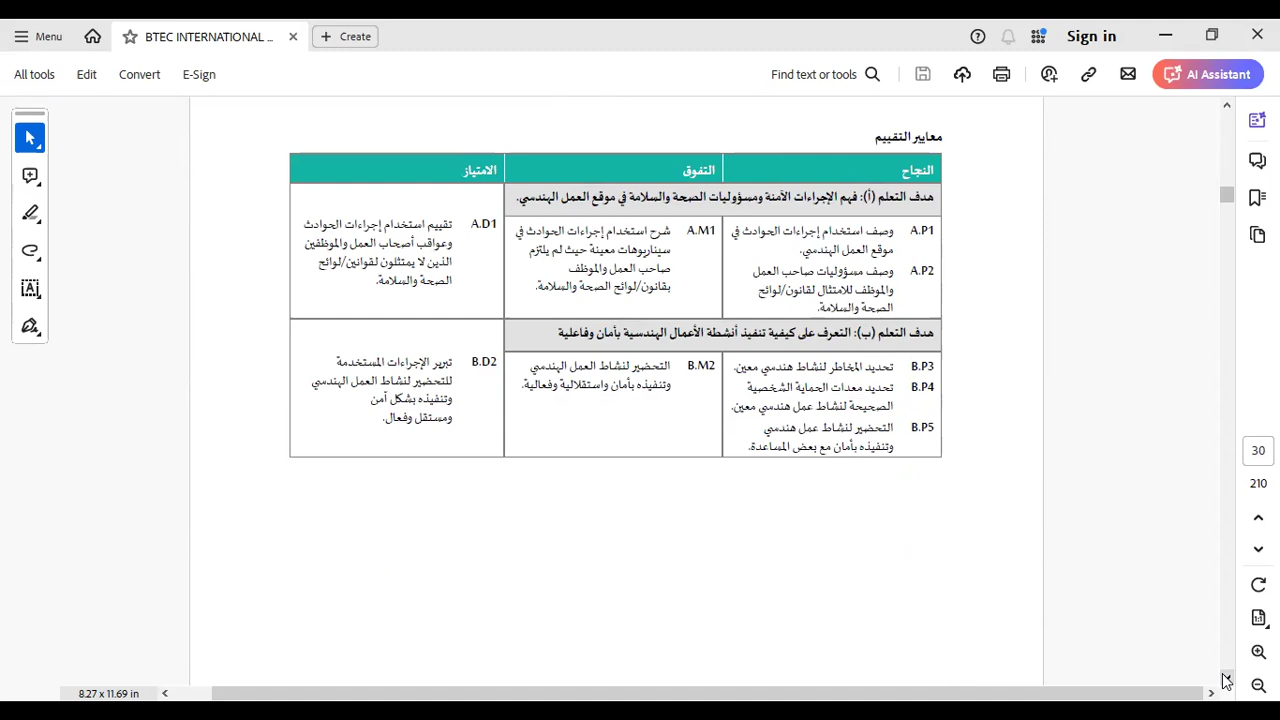 Menu
BTEC INTERNATIONAL ...
Create
Sign in
All tools
Edit
Convert
E-Sign
Find text or tools
AI Assistant
معايير التقييم
النجاح
التفوق
الامتياز
هدف التعلم (أ): فهم الإجراءات الآمنة ومسؤوليات الصحة والسلامة في موقع العمل الهندسي.
A.P1 وصف استخدام إجراءات الحوادث في
موقع العمل الهندسي.
A.P2 وصف مسؤوليات صاحب العمل
والموظف للامتثال لقانون/لوائح
الصحة والسلامة.
A.M1 شرح استخدام إجراءات الحوادث في
سيناريوهات معينة حيث لم يلتزم
صاحب العمل والموظف
بقانون/لوائح الصحة والسلامة.
A.D1 تقييم استخدام إجراءات الحوادث
وعواقب أصحاب العمل والموظفين
الذين لا يمتثلون لقوانين/لوائح
الصحة والسلامة.
هدف التعلم (ب): التعرف على كيفية تنفيذ أنشطة الأعمال الهندسية بأمان وفاعلية
B.P3 تحديد المخاطر لنشاط هندسي معين.
B.P4 تحديد معدات الحماية الشخصية
الصحيحة لنشاط عمل هندسي معين.
B.P5 التحضير لنشاط عمل هندسي
وتنفيذه بأمان مع بعض المساعدة.
B.M2 التحضير لنشاط العمل الهندسي
وتنفيذه بأمان واستقلالية وفعالية.
B.D2 تبرير الإجراءات المستخدمة
للتحضير لنشاط العمل الهندسي
وتنفيذه بشكل آمن
ومستقل وفعال.
30
210
8.27 x 11.69 in